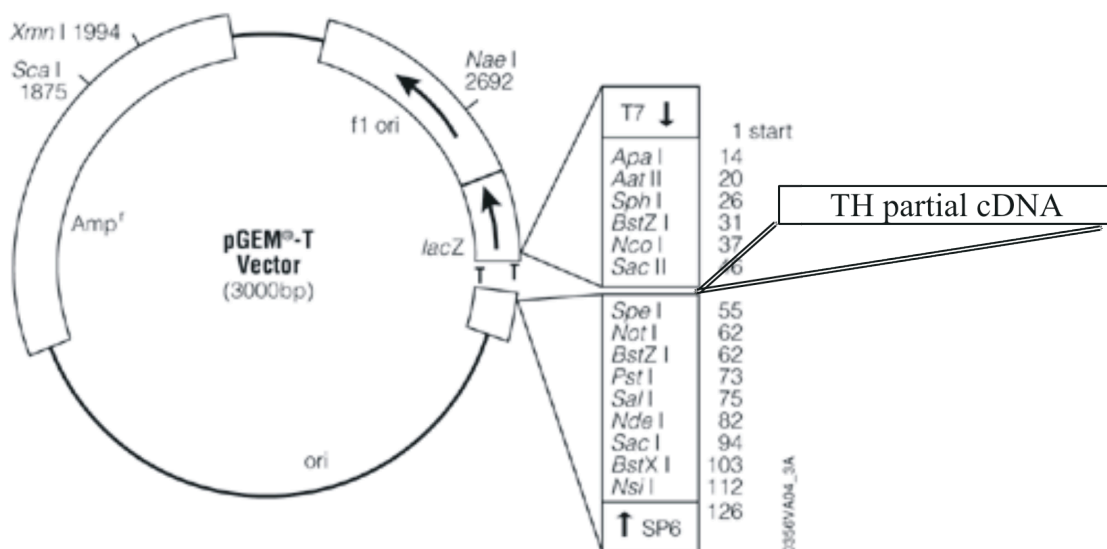 Xmn I 1994
Sca I
1875
Nae I
2692
f1 ori
Ampʳ
pGEM®-T
Vector
(3000bp)
lacZ
T T
ori
T7 ↓
1 start
Apa I 14
Aat II 20
Sph I 26
BstZ I 31
Nco I 37
Sac II 46
TH partial cDNA
Spe I 55
Not I 62
BstZ I 62
Pst I 73
Sal I 75
Nde I 82
Sac I 94
BstX I 103
Nsi I 112
↑ SP6
126
0356VA04_3A